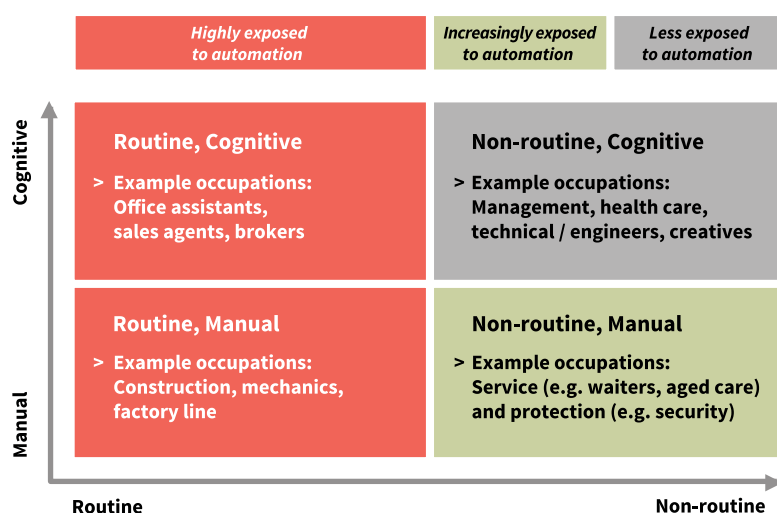 Highly exposed
to automation
Increasingly exposed
to automation
Less exposed
to automation
Cognitive
Manual
Routine, Cognitive
> Example occupations:
Office assistants,
sales agents, brokers
Non-routine, Cognitive
> Example occupations:
Management, health care,
technical / engineers, creatives
Routine, Manual
> Example occupations:
Construction, mechanics,
factory line
Non-routine, Manual
> Example occupations:
Service (e.g. waiters, aged care)
and protection (e.g. security)
Routine
Non-routine